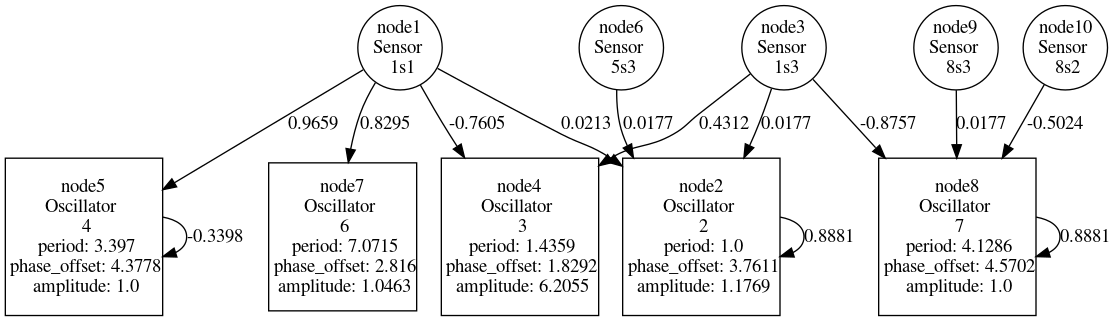 node1
Sensor
1s1
node6
Sensor
5s3
node3
Sensor
1s3
node9
Sensor
8s3
node10
Sensor
8s2
0.9659
0.8295
-0.7605
0.0213
0.0177
0.4312
0.0177
-0.8757
0.0177
-0.5024
node5
Oscillator
4
period: 3.397
phase_offset: 4.3778
amplitude: 1.0
-0.3398
node7
Oscillator
6
period: 7.0715
phase_offset: 2.816
amplitude: 1.0463
node4
Oscillator
3
period: 1.4359
phase_offset: 1.8292
amplitude: 6.2055
node2
Oscillator
2
period: 1.0
phase_offset: 3.7611
amplitude: 1.1769
0.8881
node8
Oscillator
7
period: 4.1286
phase_offset: 4.5702
amplitude: 1.0
0.8881